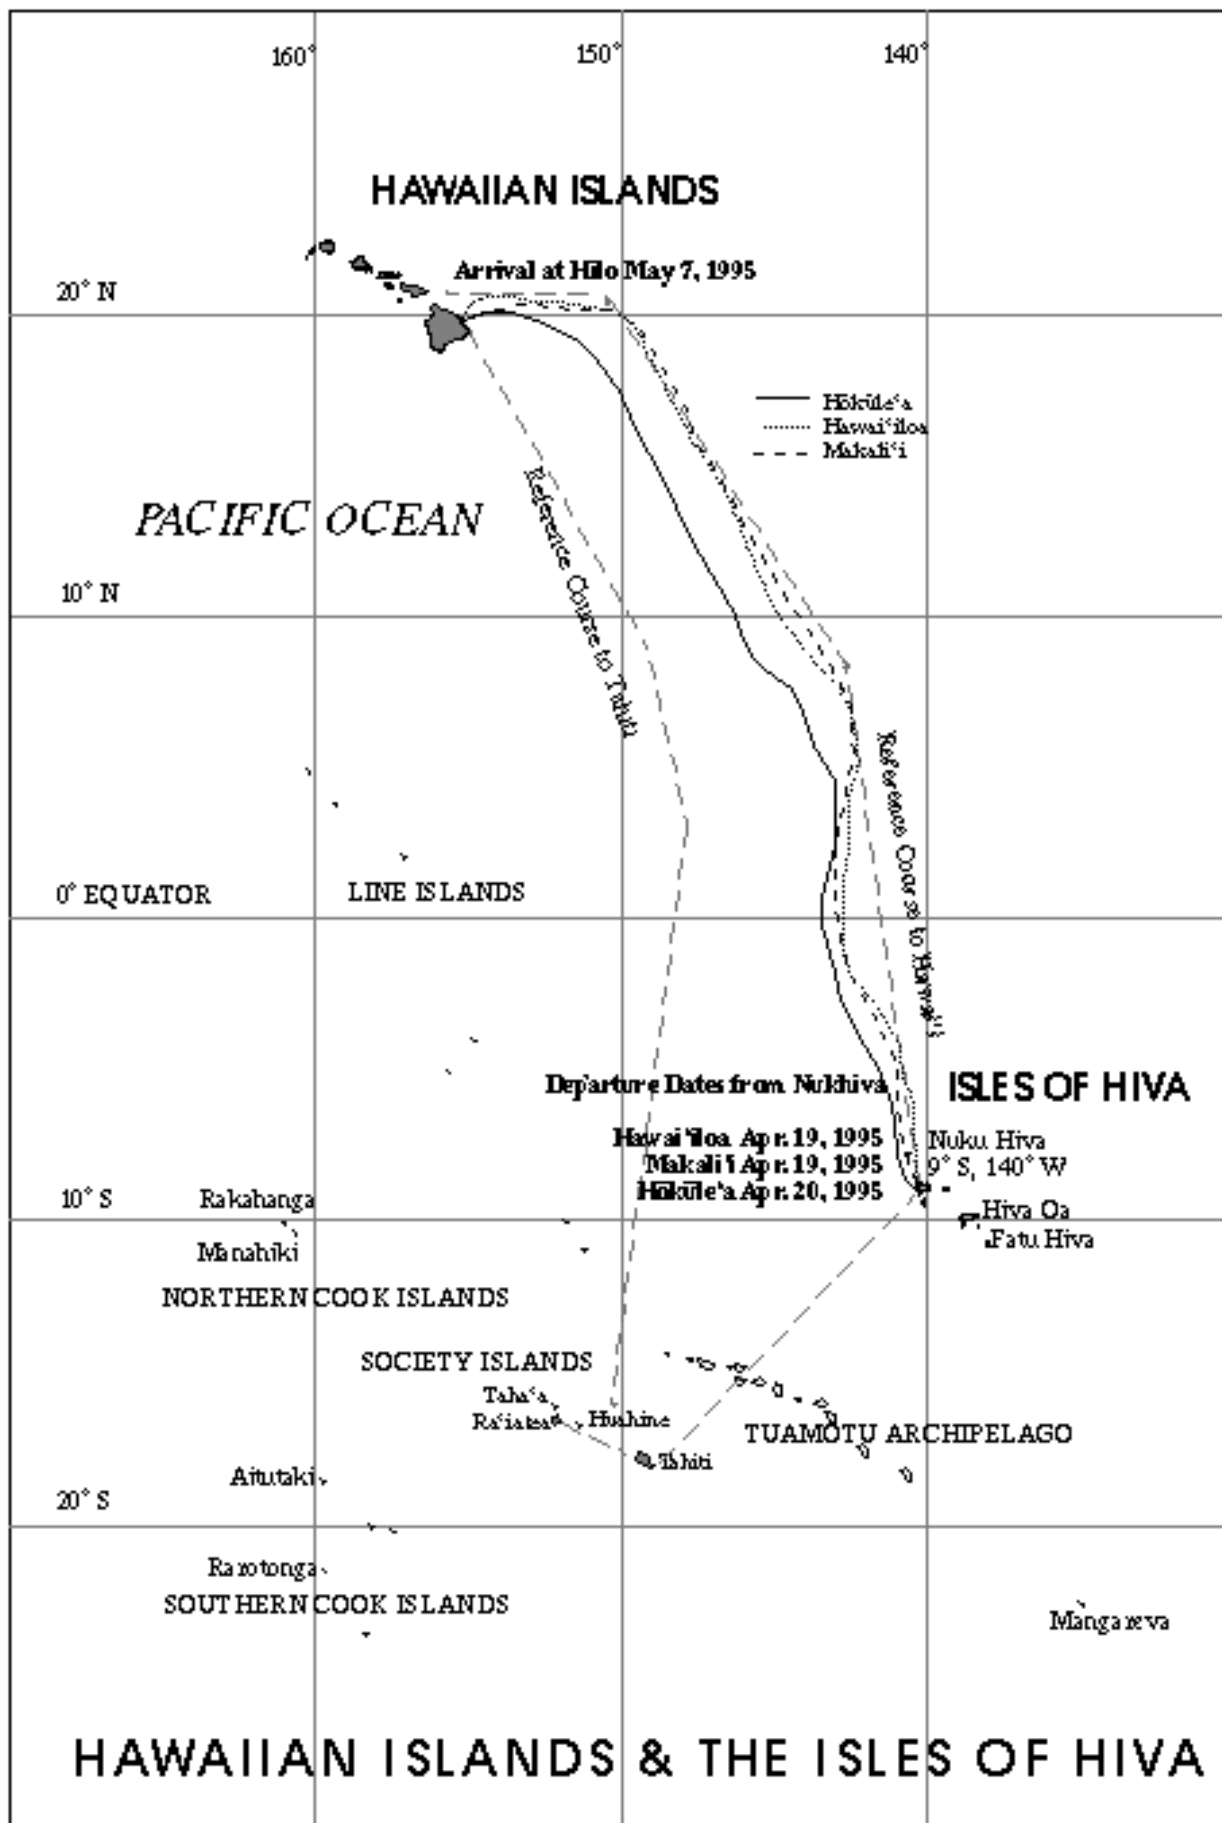 160°
150°
140°
HAWAIIAN ISLANDS
Arrival at Hilo May 7, 1995
20° N
Hōkūle‘a
Hawai‘iloa
Makali‘i
PACIFIC OCEAN
Reference Course to Tahiti
10° N
Reference Course to Hawai‘i
0° EQUATOR
LINE ISLANDS
Departure Dates from Nukhiva
ISLES OF HIVA
Hawai‘iloa Apr. 19, 1995
Makali‘i Apr. 19, 1995
Hōkūle‘a Apr. 20, 1995
Nuku Hiva
9° S, 140° W
10° S
Rakahanga
Hiva Oa
Fatu Hiva
Manahiki
NORTHERN COOK ISLANDS
SOCIETY ISLANDS
Taha‘a
Ra‘iatea
Huahine
TUAMOTU ARCHIPELAGO
Tahiti
Aitutaki
20° S
Rarotonga
SOUTHERN COOK ISLANDS
Mangareva
HAWAIIAN ISLANDS & THE ISLES OF HIVA